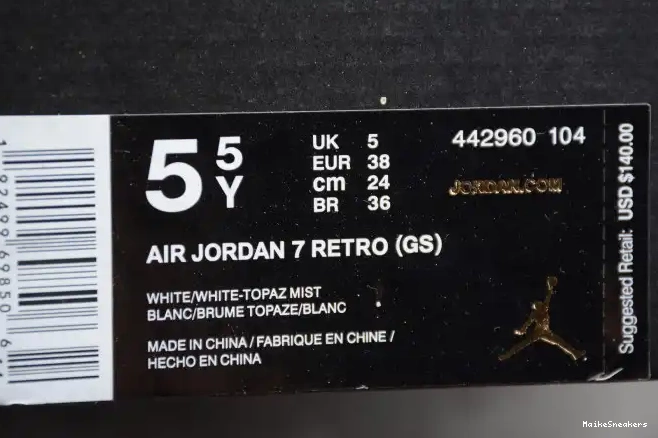 5 5 Y
UK 5
EUR 38
cm 24
BR 36
442960 104
JORDAN.COM
AIR JORDAN 7 RETRO (GS)
WHITE/WHITE-TOPAZ MIST
BLANC/BRUME TOPAZE/BLANC
MADE IN CHINA / FABRIQUE EN CHINE /
HECHO EN CHINA
Suggested Retail: USD $140.00
MaikeSneakers